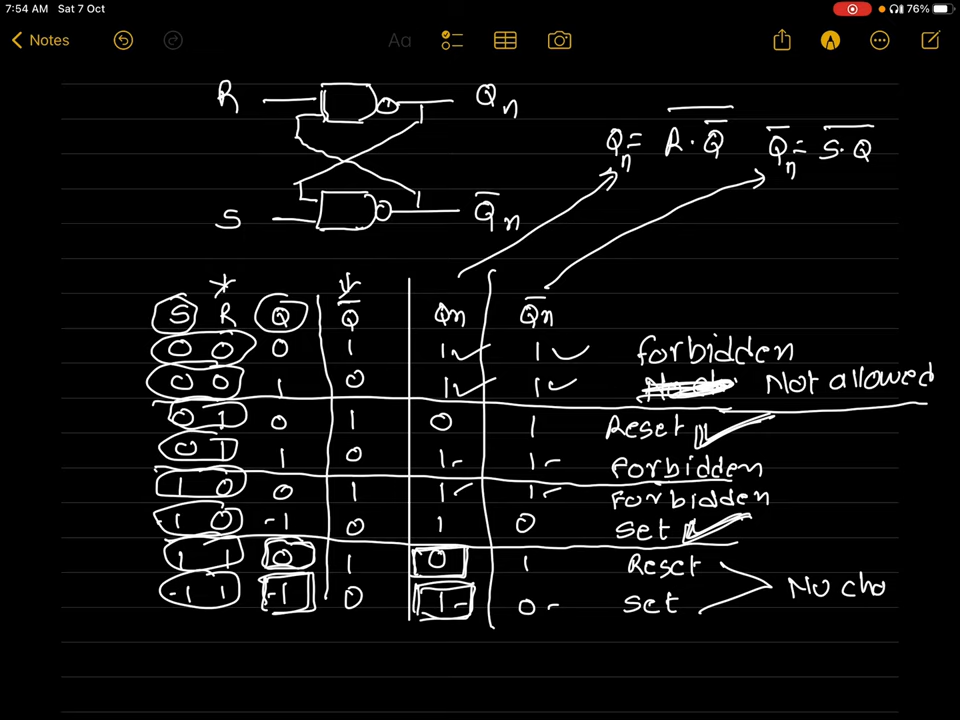 7:54 AM Sat 7 Oct 76%
Notes Aa
R Qn
Qn = R · Q̅ Q̅n = S · Q
S Q̅n
S R Q Q̅ Qn Q̅n
0 0 0 1 1 1 forbidden
0 0 1 0 1 1 Not allowed
0 1 0 1 0 1 Reset
0 1 1 0 1 1 forbidden
1 0 0 1 1 1 forbidden
1 0 1 0 1 0 Set
1 1 0 1 0 1 Reset
1 1 1 0 1 0 Set
No cha